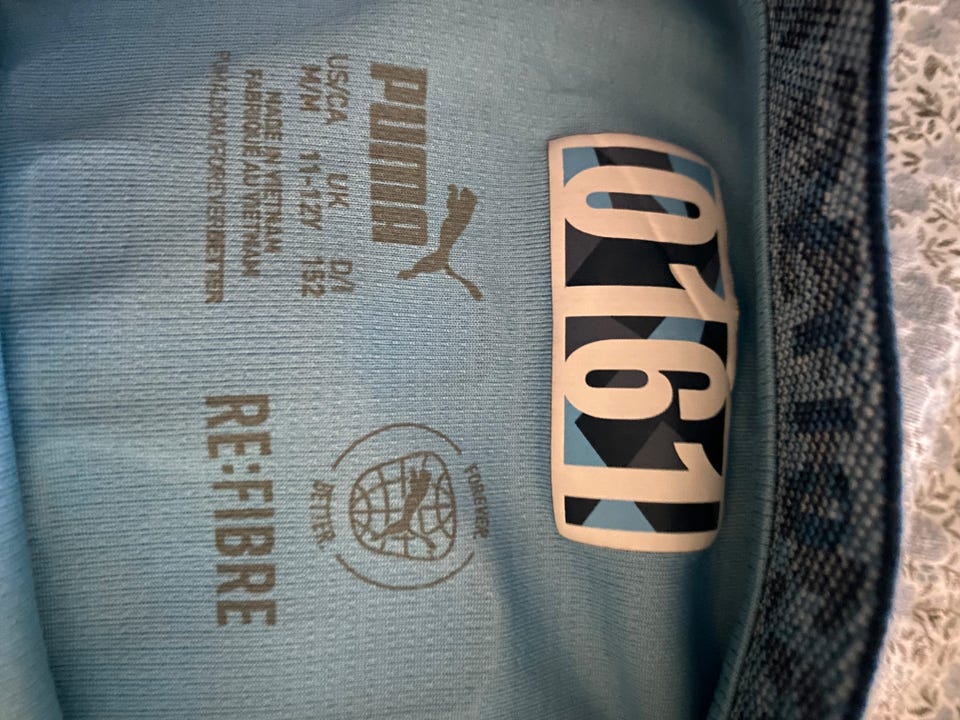 0161
PUMA
US/CA UK D/I
M/M 11-12Y 152
MADE IN VIETNAM
FABRIQUÉ AU VIETNAM
PUMA.COM/FOREVERBETTER
FOREVER
BETTER
RE:FIBRE